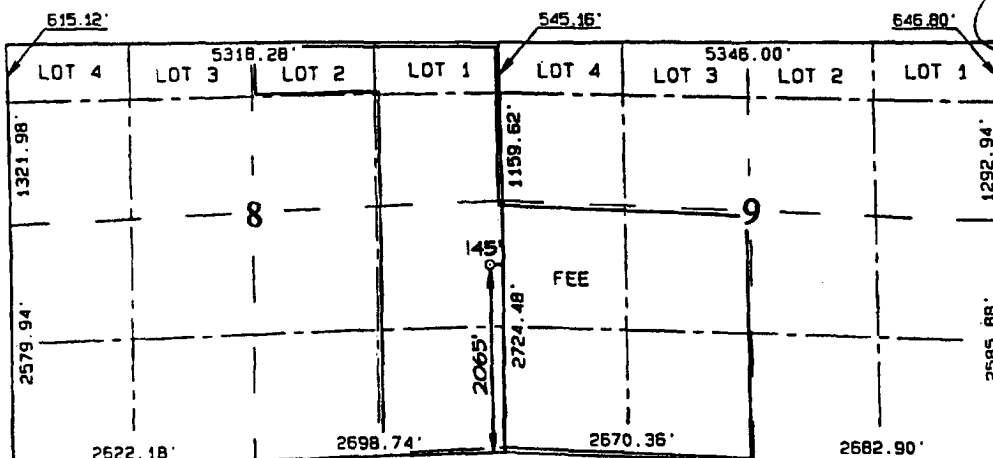 615.12' 545.16' 646.80'
5318.28' 5346.00'
LOT 4 LOT 3 LOT 2 LOT 1 LOT 4 LOT 3 LOT 2 LOT 1
1321.98' 1159.62' 1292.94'
8 9
145'
FEE
2579.94' 2065' 2724.48' 2585.88'
2622.18' 2698.74' 2670.36' 2682.90'